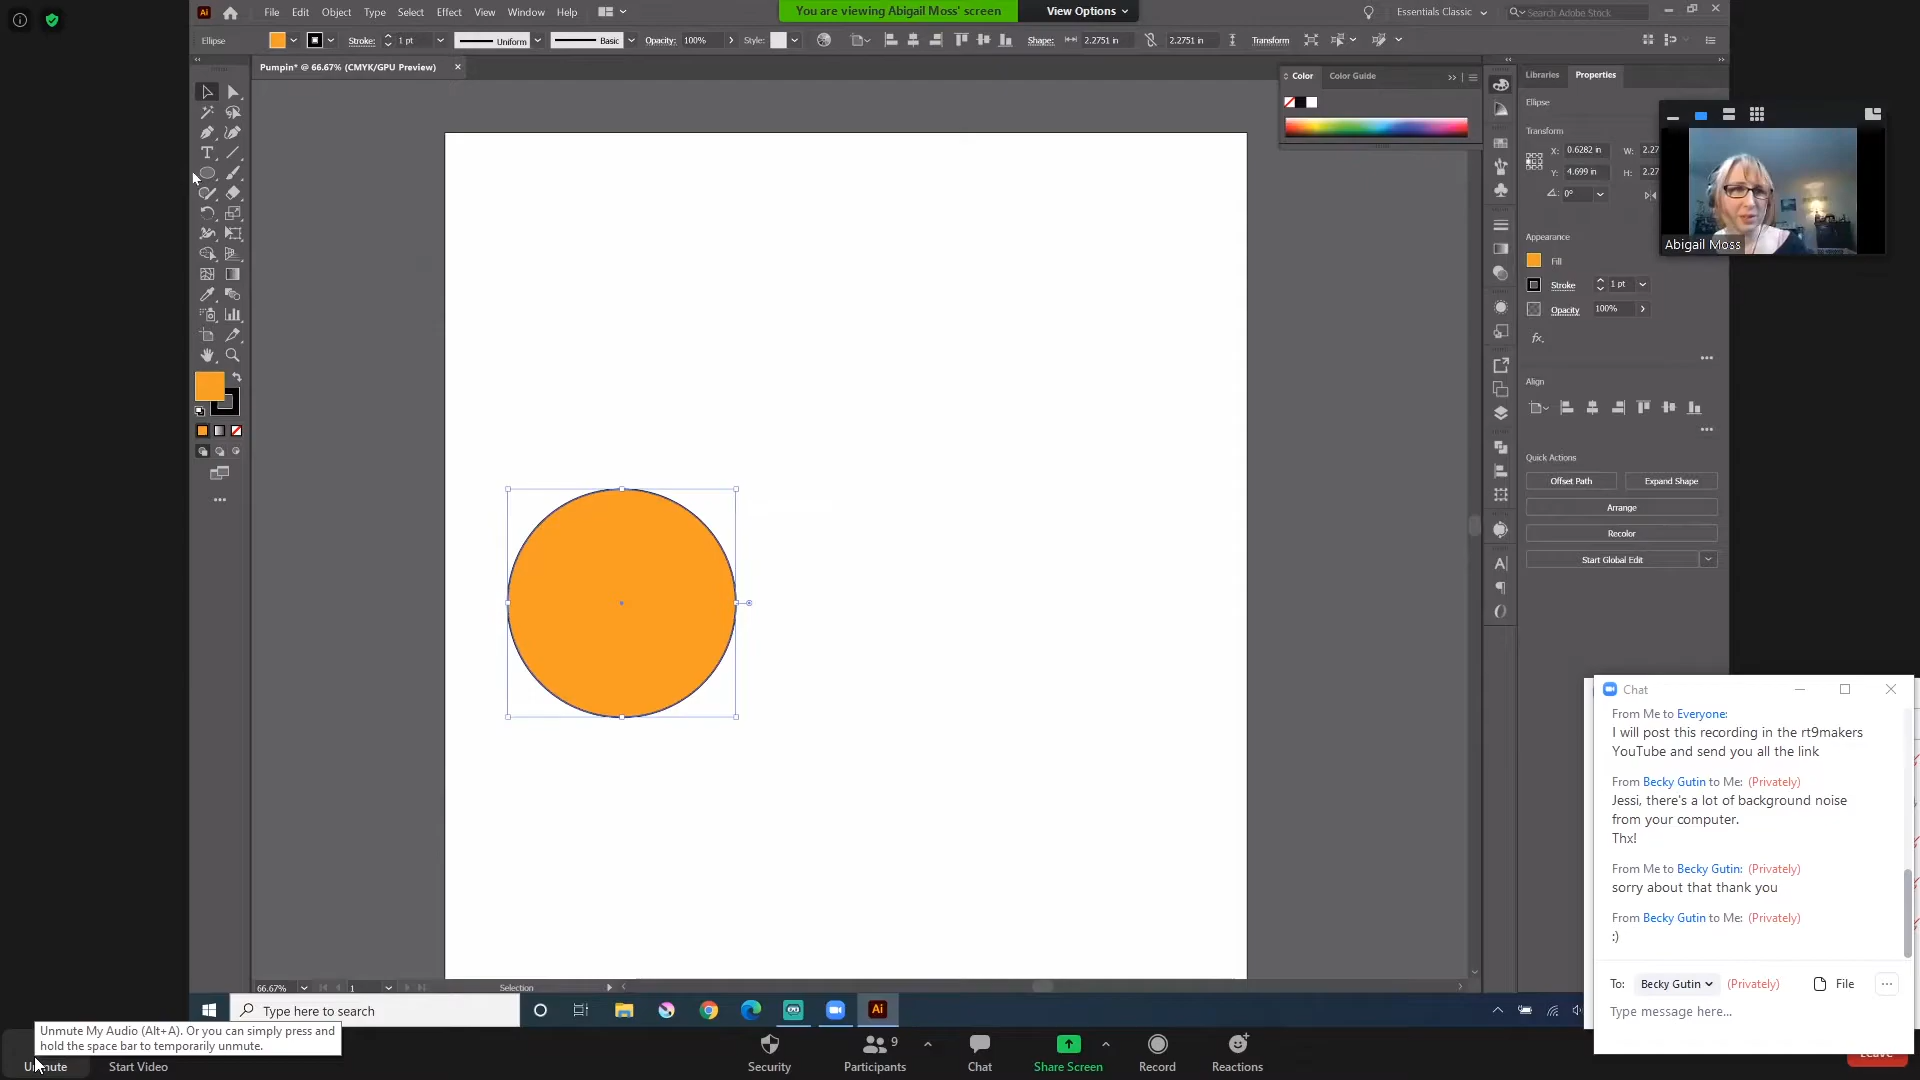 You are viewing Abigail Moss' screen
View Options
Ai
File Edit Object Type Select Effect View Window Help
Essentials Classic
Search Adobe Stock
Ellipse
Stroke: 1 pt
Uniform
Basic
Opacity: 100%
Style:
Shape: 2.2751 in 2.2751 in
Transform
Pumpin* @ 66.67% (CMYK/GPU Preview)
Color Color Guide
Libraries Properties
Ellipse
Transform
X: 0.6282 in W: 2.27
Y: 4.699 in H: 2.27
0°
Abigail Moss
Appearance
Fill
Stroke 1 pt
Opacity 100%
fx.
Align
Quick Actions
Offset Path Expand Shape
Arrange
Recolor
Start Global Edit
Chat
From Me to Everyone:
I will post this recording in the rt9makers
YouTube and send you all the link
From Becky Gutin to Me: (Privately)
Jessi, there's a lot of background noise
from your computer.
Thx!
From Me to Becky Gutin: (Privately)
sorry about that thank you
From Becky Gutin to Me: (Privately)
:)
To: Becky Gutin (Privately) File
Type message here...
66.67% 1 Selection
Type here to search
Ai
Unmute My Audio (Alt+A). Or you can simply press and
hold the space bar to temporarily unmute.
Unmute
Start Video
Security
Participants 9
Chat
Share Screen
Record
Reactions
Leave